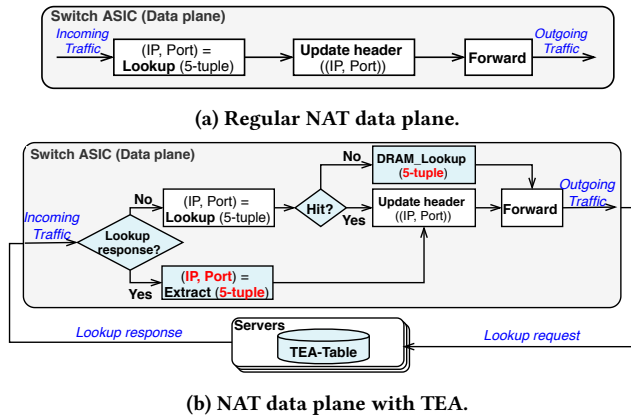 Switch ASIC (Data plane)
Incoming
Traffic
(IP, Port) =
Lookup (5-tuple)
Update header
((IP, Port))
Forward
Outgoing
Traffic
(a) Regular NAT data plane.
Switch ASIC (Data plane)
Incoming
Traffic
Lookup
response?
No
(IP, Port) =
Lookup (5-tuple)
Hit?
No
DRAM_Lookup
(5-tuple)
Yes
Update header
((IP, Port))
Forward
Outgoing
Traffic
Yes
(IP, Port) =
Extract (5-tuple)
Lookup response
Servers
TEA-Table
Lookup request
(b) NAT data plane with TEA.